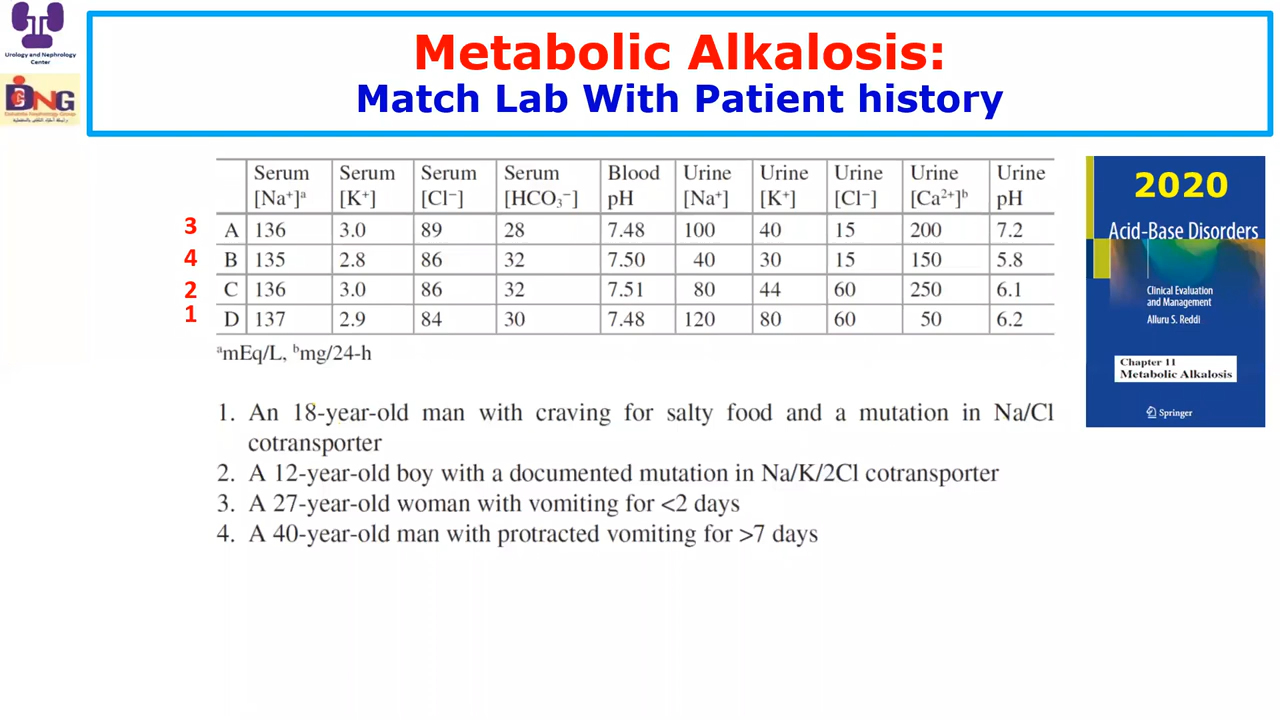 Urology and Nephrology
Center
DNG
Dakahlia Nephrology Group
Metabolic Alkalosis:
Match Lab With Patient history
Serum [Na⁺]ᵃ Serum [K⁺] Serum [Cl⁻] Serum [HCO₃⁻] Blood pH Urine [Na⁺] Urine [K⁺] Urine [Cl⁻] Urine [Ca²⁺]ᵇ Urine pH
3 A 136 3.0 89 28 7.48 100 40 15 200 7.2
4 B 135 2.8 86 32 7.50 40 30 15 150 5.8
2 C 136 3.0 86 32 7.51 80 44 60 250 6.1
1 D 137 2.9 84 30 7.48 120 80 60 50 6.2
ᵃmEq/L, ᵇmg/24-h
1. An 18-year-old man with craving for salty food and a mutation in Na/Cl
cotransporter
2. A 12-year-old boy with a documented mutation in Na/K/2Cl cotransporter
3. A 27-year-old woman with vomiting for <2 days
4. A 40-year-old man with protracted vomiting for >7 days
2020
Acid-Base Disorders
Clinical Evaluation
and Management
Alluru S. Reddi
Chapter 11
Metabolic Alkalosis
Springer